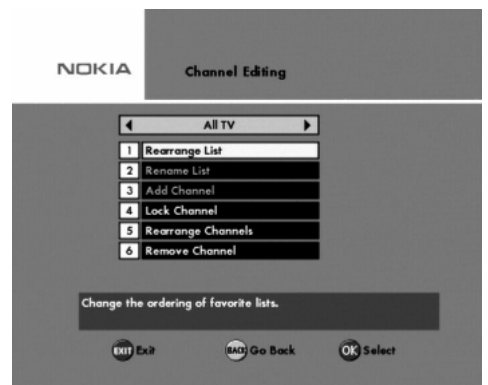 NOKIA
Channel Editing
All TV
1 Rearrange List
2 Rename List
3 Add Channel
4 Lock Channel
5 Rearrange Channels
6 Remove Channel
Change the ordering of favorite lists.
EXIT Exit BACK Go Back OK Select